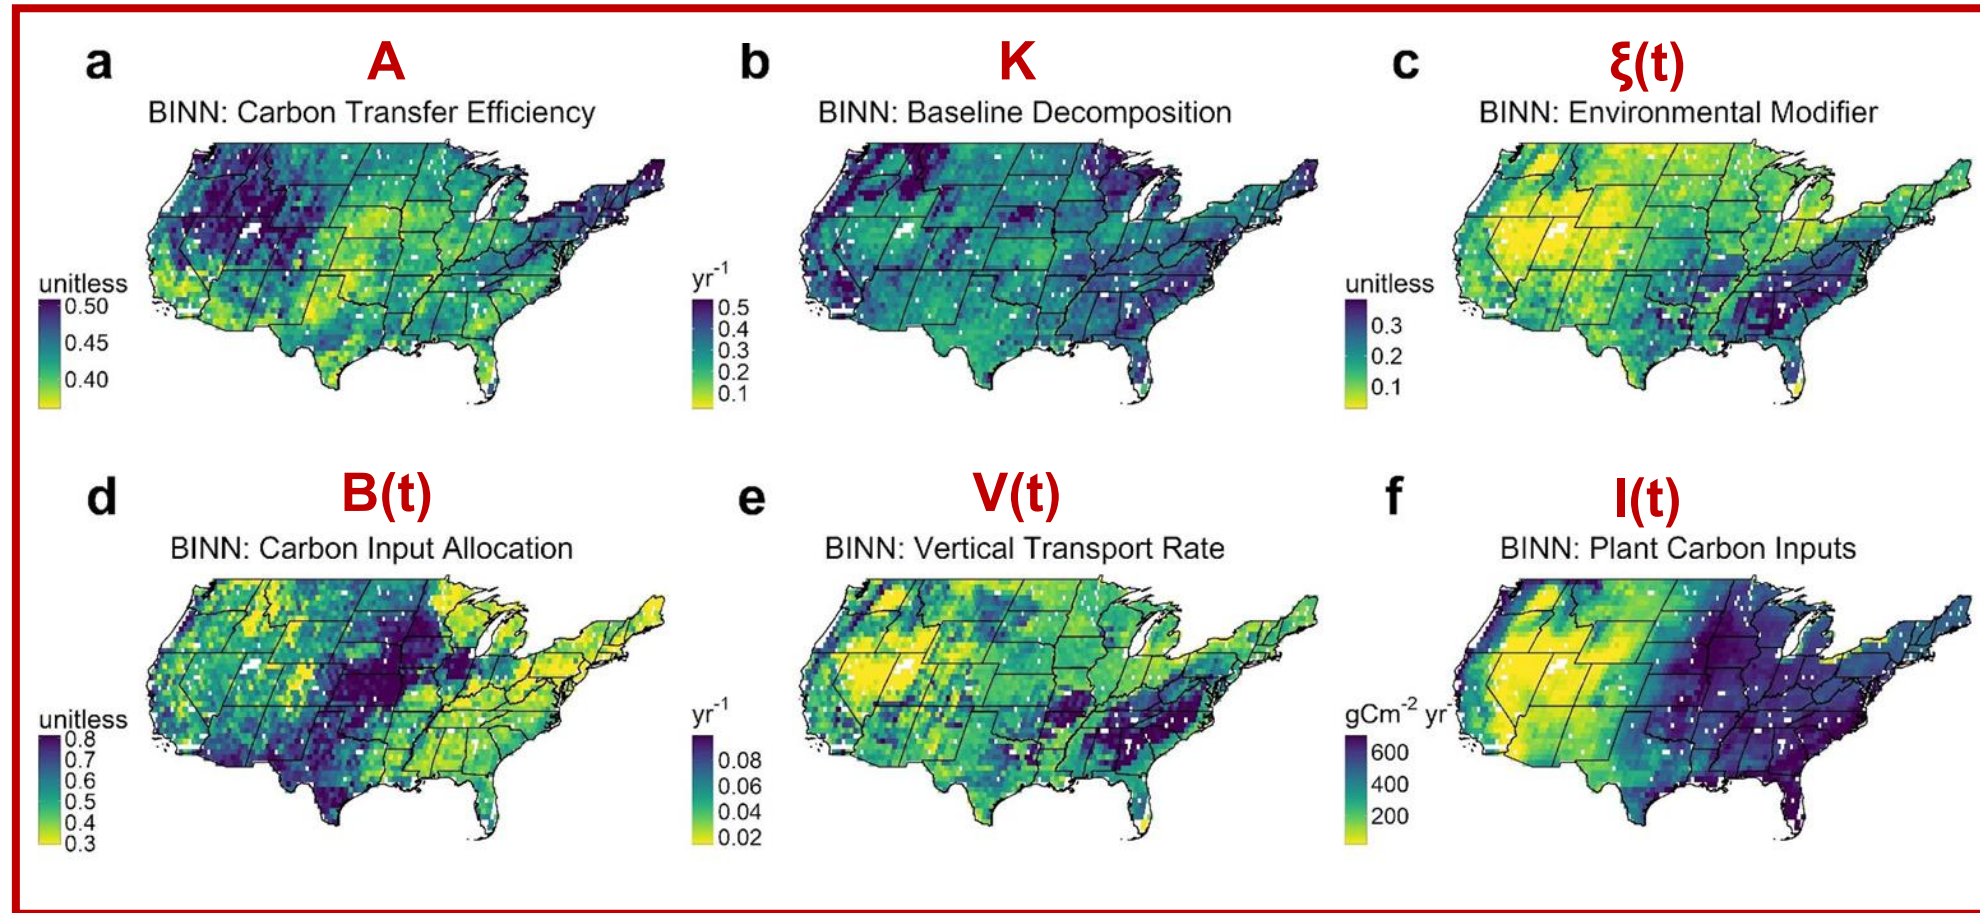 a
A
BINN: Carbon Transfer Efficiency
unitless
0.50
0.45
0.40
b
K
BINN: Baseline Decomposition
yr⁻¹
0.5
0.4
0.3
0.2
0.1
c
ξ(t)
BINN: Environmental Modifier
unitless
0.3
0.2
0.1
d
B(t)
BINN: Carbon Input Allocation
unitless
0.8
0.7
0.6
0.5
0.4
0.3
e
V(t)
BINN: Vertical Transport Rate
yr⁻¹
0.08
0.06
0.04
0.02
f
I(t)
BINN: Plant Carbon Inputs
gCm⁻² yr⁻
600
400
200